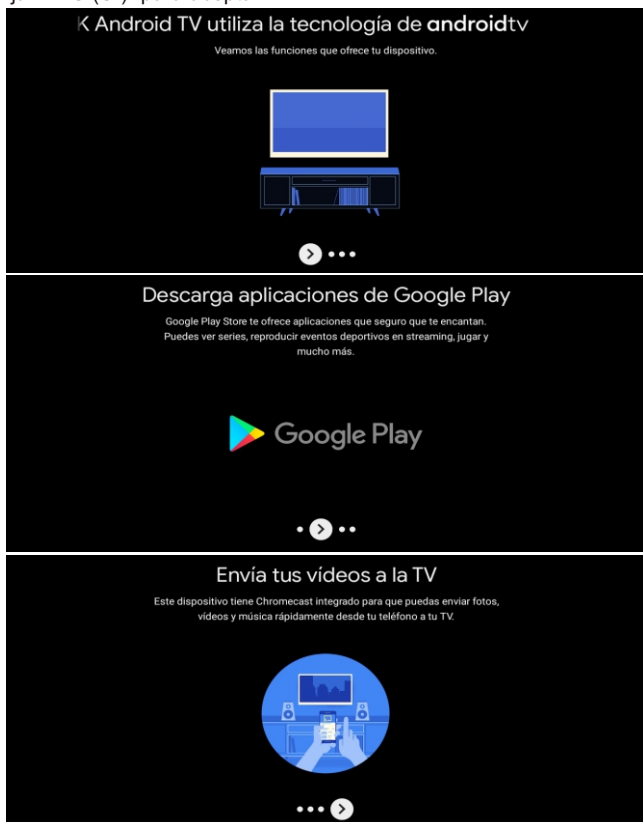 K Android TV utiliza la tecnología de androidtv
Veamos las funciones que ofrece tu dispositivo.
Descarga aplicaciones de Google Play
Google Play Store te ofrece aplicaciones que seguro que te encantan.
Puedes ver series, reproducir eventos deportivos en streaming, jugar y
mucho más.
Google Play
Envía tus vídeos a la TV
Este dispositivo tiene Chromecast integrado para que puedas enviar fotos,
vídeos y música rápidamente desde tu teléfono a tu TV.